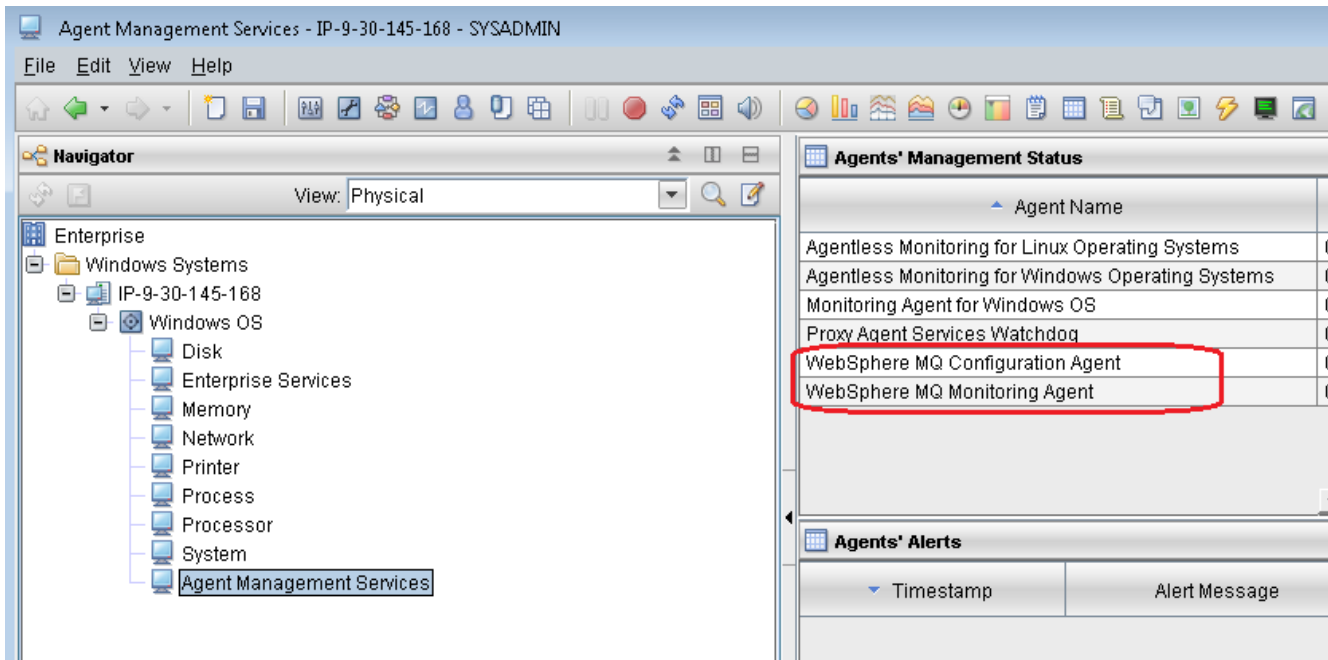 Agent Management Services - IP-9-30-145-168 - SYSADMIN
File Edit View Help
Navigator
View: Physical
Enterprise
Windows Systems
IP-9-30-145-168
Windows OS
Disk
Enterprise Services
Memory
Network
Printer
Process
Processor
System
Agent Management Services
Agents' Management Status
Agent Name
Agentless Monitoring for Linux Operating Systems
Agentless Monitoring for Windows Operating Systems
Monitoring Agent for Windows OS
Proxy Agent Services Watchdog
WebSphere MQ Configuration Agent
WebSphere MQ Monitoring Agent
Agents' Alerts
Timestamp Alert Message